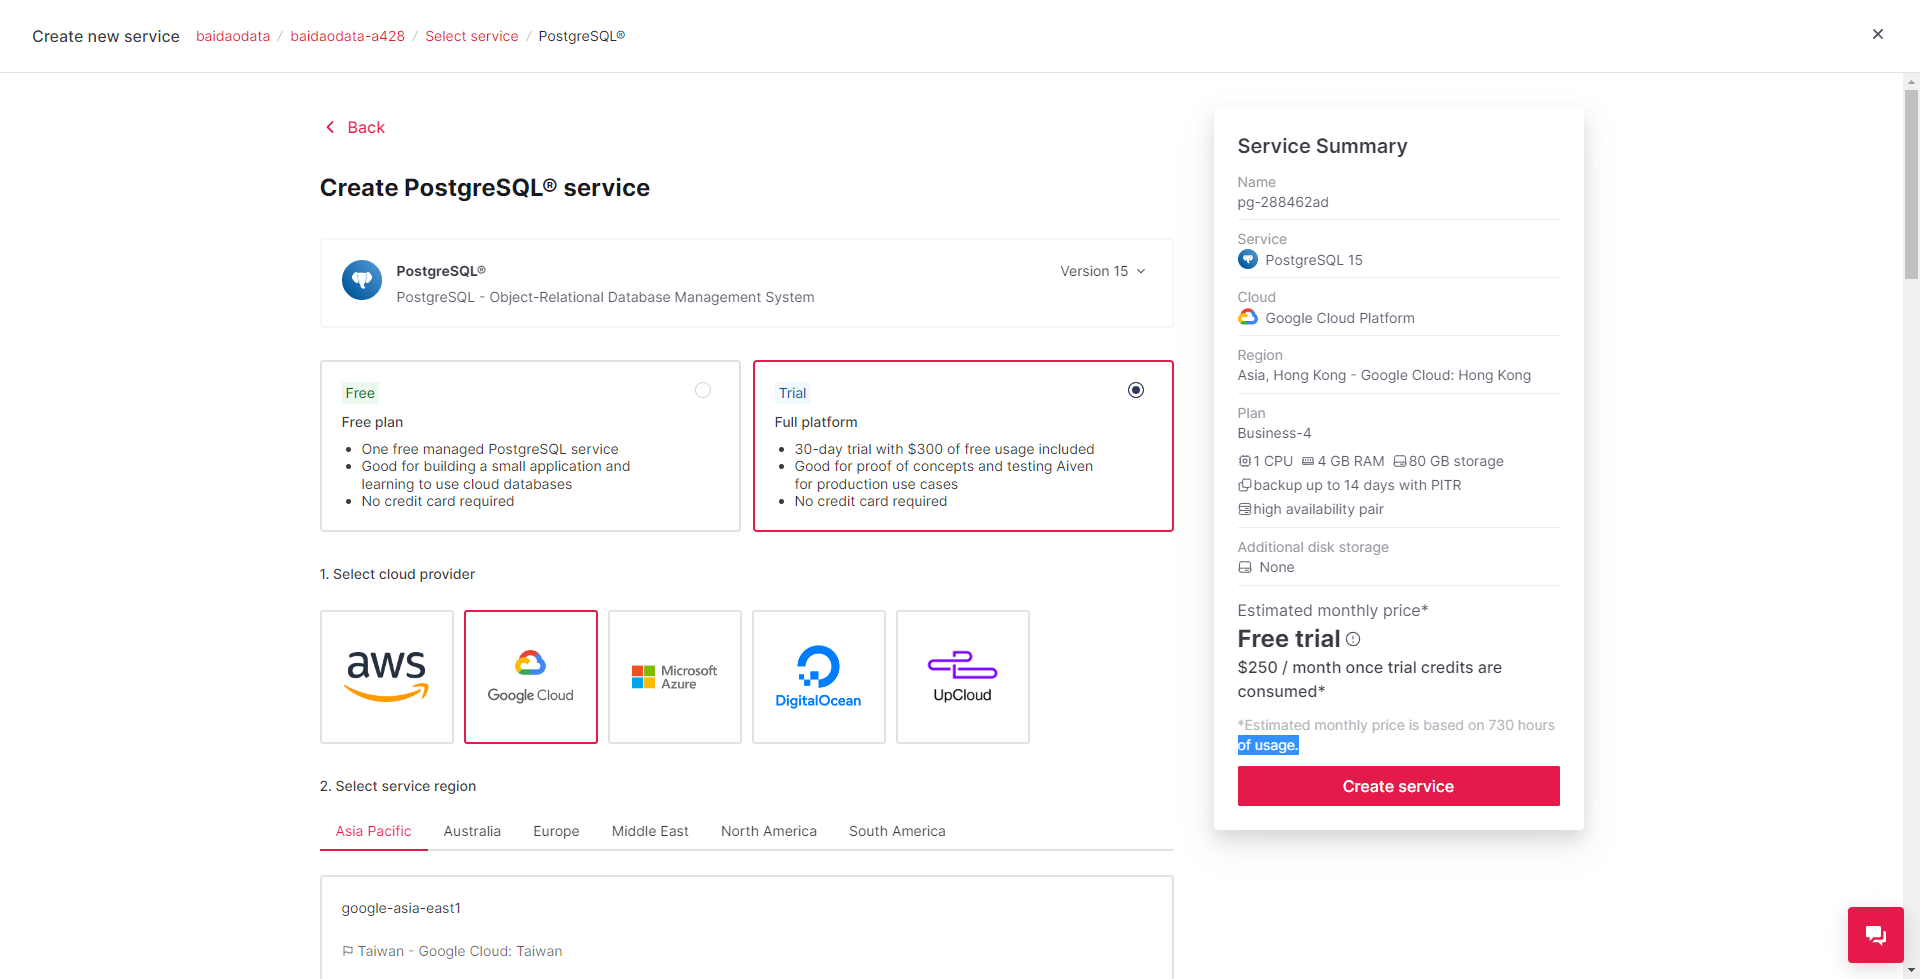 Create new service baidaodata / baidaodata-a428 / Select service / PostgreSQL®
Back
Create PostgreSQL® service
PostgreSQL®
Version 15
PostgreSQL - Object-Relational Database Management System
Free
Free plan
• One free managed PostgreSQL service
• Good for building a small application and
learning to use cloud databases
• No credit card required
Trial
Full platform
• 30-day trial with $300 of free usage included
• Good for proof of concepts and testing Aiven
for production use cases
• No credit card required
1. Select cloud provider
aws
Google Cloud
Microsoft
Azure
DigitalOcean
UpCloud
2. Select service region
Asia Pacific Australia Europe Middle East North America South America
google-asia-east1
Taiwan - Google Cloud: Taiwan
Service Summary
Name
pg-288462ad
Service
PostgreSQL 15
Cloud
Google Cloud Platform
Region
Asia, Hong Kong - Google Cloud: Hong Kong
Plan
Business-4
1 CPU 4 GB RAM 80 GB storage
backup up to 14 days with PITR
high availability pair
Additional disk storage
None
Estimated monthly price*
Free trial
$250 / month once trial credits are
consumed*
*Estimated monthly price is based on 730 hours
of usage.
Create service